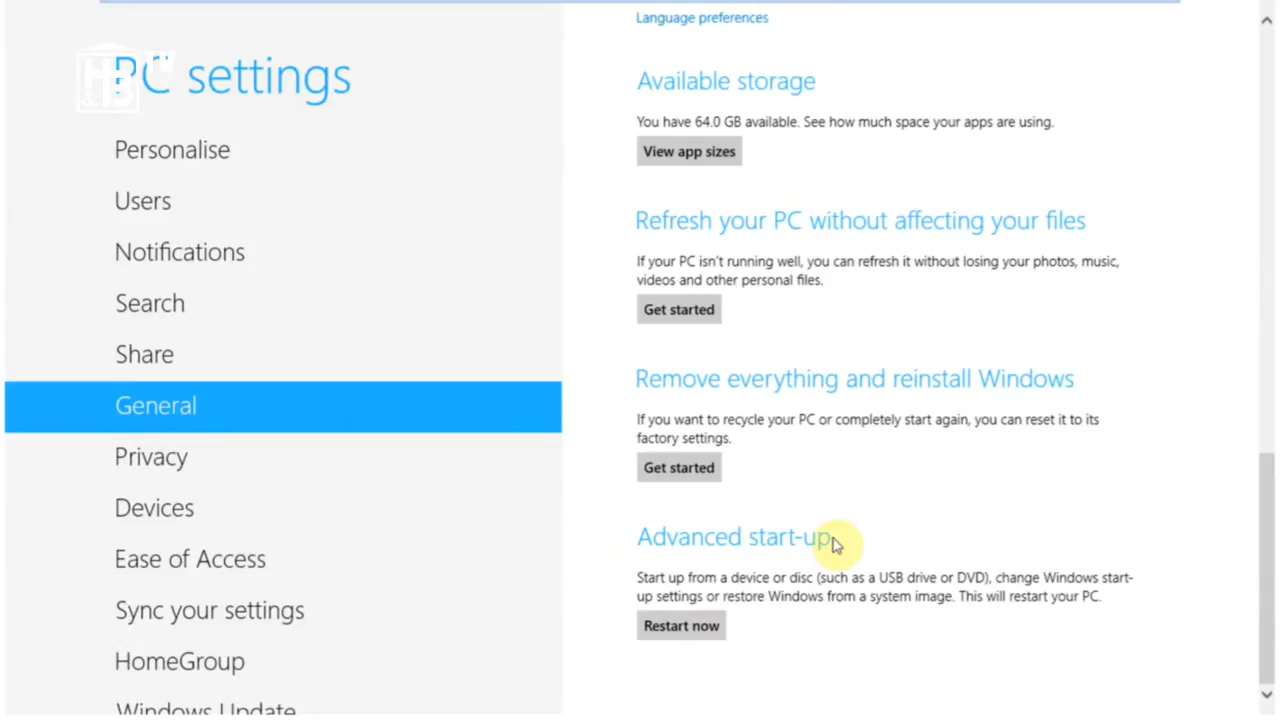 PC settings
Personalise
Users
Notifications
Search
Share
General
Privacy
Devices
Ease of Access
Sync your settings
HomeGroup
Windows Update
Language preferences
Available storage
You have 64.0 GB available. See how much space your apps are using.
View app sizes
Refresh your PC without affecting your files
If your PC isn't running well, you can refresh it without losing your photos, music,
videos and other personal files.
Get started
Remove everything and reinstall Windows
If you want to recycle your PC or completely start again, you can reset it to its
factory settings.
Get started
Advanced start-up
Start up from a device or disc (such as a USB drive or DVD), change Windows start-
up settings or restore Windows from a system image. This will restart your PC.
Restart now